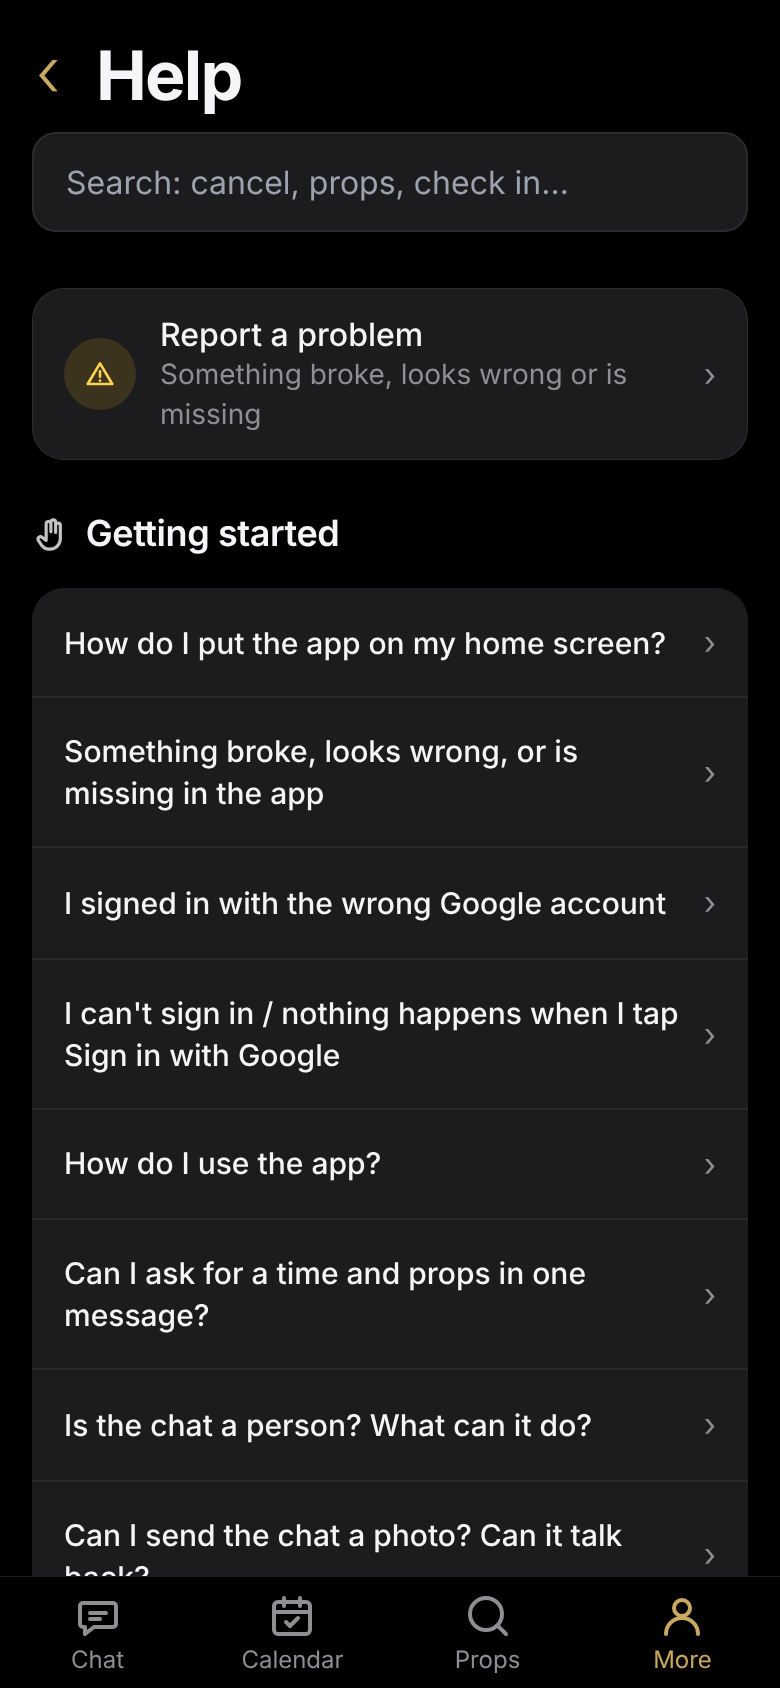 Help
Search: cancel, props, check in...
Report a problem
Something broke, looks wrong or is
missing
Getting started
How do I put the app on my home screen?
Something broke, looks wrong, or is
missing in the app
I signed in with the wrong Google account
I can't sign in / nothing happens when I tap
Sign in with Google
How do I use the app?
Can I ask for a time and props in one
message?
Is the chat a person? What can it do?
Can I send the chat a photo? Can it talk
back?
Chat
Calendar
Props
More